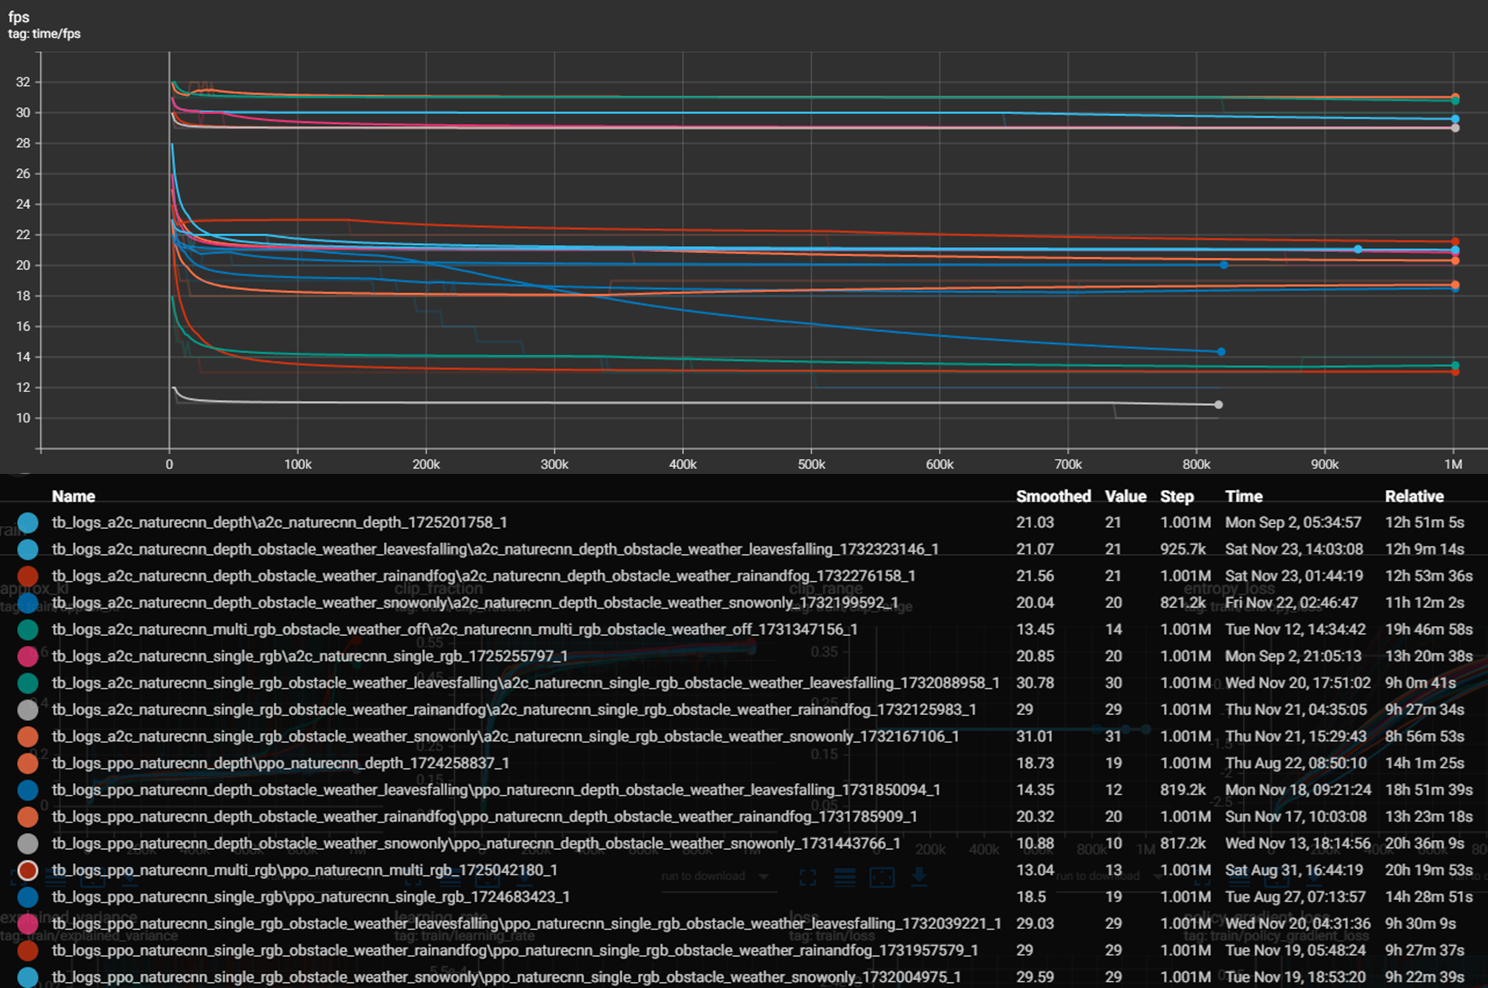 fps
tag: time/fps
32
30
28
26
24
22
20
18
16
14
12
10
0 100k 200k 300k 400k 500k 600k 700k 800k 900k 1M
Name Smoothed Value Step Time Relative
tb_logs_a2c_naturecnn_depth\a2c_naturecnn_depth_1725201758_1 21.03 21 1.001M Mon Sep 2, 05:34:57 12h 51m 5s
tb_logs_a2c_naturecnn_depth_obstacle_weather_leavesfalling\a2c_naturecnn_depth_obstacle_weather_leavesfalling_1732323146_1 21.07 21 925.7k Sat Nov 23, 14:03:08 12h 9m 14s
tb_logs_a2c_naturecnn_depth_obstacle_weather_rainandfog\a2c_naturecnn_depth_obstacle_weather_rainandfog_1732276158_1 21.56 21 1.001M Sat Nov 23, 01:44:19 12h 53m 36s
tb_logs_a2c_naturecnn_depth_obstacle_weather_snowonly\a2c_naturecnn_depth_obstacle_weather_snowonly_1732199592_1 20.04 20 821.2k Fri Nov 22, 02:46:47 11h 12m 2s
tb_logs_a2c_naturecnn_multi_rgb_obstacle_weather_off\a2c_naturecnn_multi_rgb_obstacle_weather_off_1731347156_1 13.45 14 1.001M Tue Nov 12, 14:34:42 19h 46m 58s
tb_logs_a2c_naturecnn_single_rgb\a2c_naturecnn_single_rgb_1725255797_1 20.85 20 1.001M Mon Sep 2, 21:05:13 13h 20m 38s
tb_logs_a2c_naturecnn_single_rgb_obstacle_weather_leavesfalling\a2c_naturecnn_single_rgb_obstacle_weather_leavesfalling_1732088958_1 30.78 30 1.001M Wed Nov 20, 17:51:02 9h 0m 41s
tb_logs_a2c_naturecnn_single_rgb_obstacle_weather_rainandfog\a2c_naturecnn_single_rgb_obstacle_weather_rainandfog_1732125983_1 29 29 1.001M Thu Nov 21, 04:35:05 9h 27m 34s
tb_logs_a2c_naturecnn_single_rgb_obstacle_weather_snowonly\a2c_naturecnn_single_rgb_obstacle_weather_snowonly_1732167106_1 31.01 31 1.001M Thu Nov 21, 15:29:43 8h 56m 53s
tb_logs_ppo_naturecnn_depth\ppo_naturecnn_depth_1724258837_1 18.73 19 1.001M Thu Aug 22, 08:50:10 14h 1m 25s
tb_logs_ppo_naturecnn_depth_obstacle_weather_leavesfalling\ppo_naturecnn_depth_obstacle_weather_leavesfalling_1731850094_1 14.35 12 819.2k Mon Nov 18, 09:21:24 18h 51m 39s
tb_logs_ppo_naturecnn_depth_obstacle_weather_rainandfog\ppo_naturecnn_depth_obstacle_weather_rainandfog_1731785909_1 20.32 20 1.001M Sun Nov 17, 10:03:08 13h 23m 18s
tb_logs_ppo_naturecnn_depth_obstacle_weather_snowonly\ppo_naturecnn_depth_obstacle_weather_snowonly_1731443766_1 10.88 10 817.2k Wed Nov 13, 18:14:56 20h 36m 9s
tb_logs_ppo_naturecnn_multi_rgb\ppo_naturecnn_multi_rgb_1725042180_1 13.04 13 1.001M Sat Aug 31, 16:44:19 20h 19m 53s
tb_logs_ppo_naturecnn_single_rgb\ppo_naturecnn_single_rgb_1724683423_1 18.5 19 1.001M Tue Aug 27, 07:13:57 14h 28m 51s
tb_logs_ppo_naturecnn_single_rgb_obstacle_weather_leavesfalling\ppo_naturecnn_single_rgb_obstacle_weather_leavesfalling_1732039221_1 29.03 29 1.001M Wed Nov 20, 04:31:36 9h 30m 9s
tb_logs_ppo_naturecnn_single_rgb_obstacle_weather_rainandfog\ppo_naturecnn_single_rgb_obstacle_weather_rainandfog_1731957579_1 29 29 1.001M Tue Nov 19, 05:48:24 9h 27m 37s
tb_logs_ppo_naturecnn_single_rgb_obstacle_weather_snowonly\ppo_naturecnn_single_rgb_obstacle_weather_snowonly_1732004975_1 29.59 29 1.001M Tue Nov 19, 18:53:20 9h 22m 39s